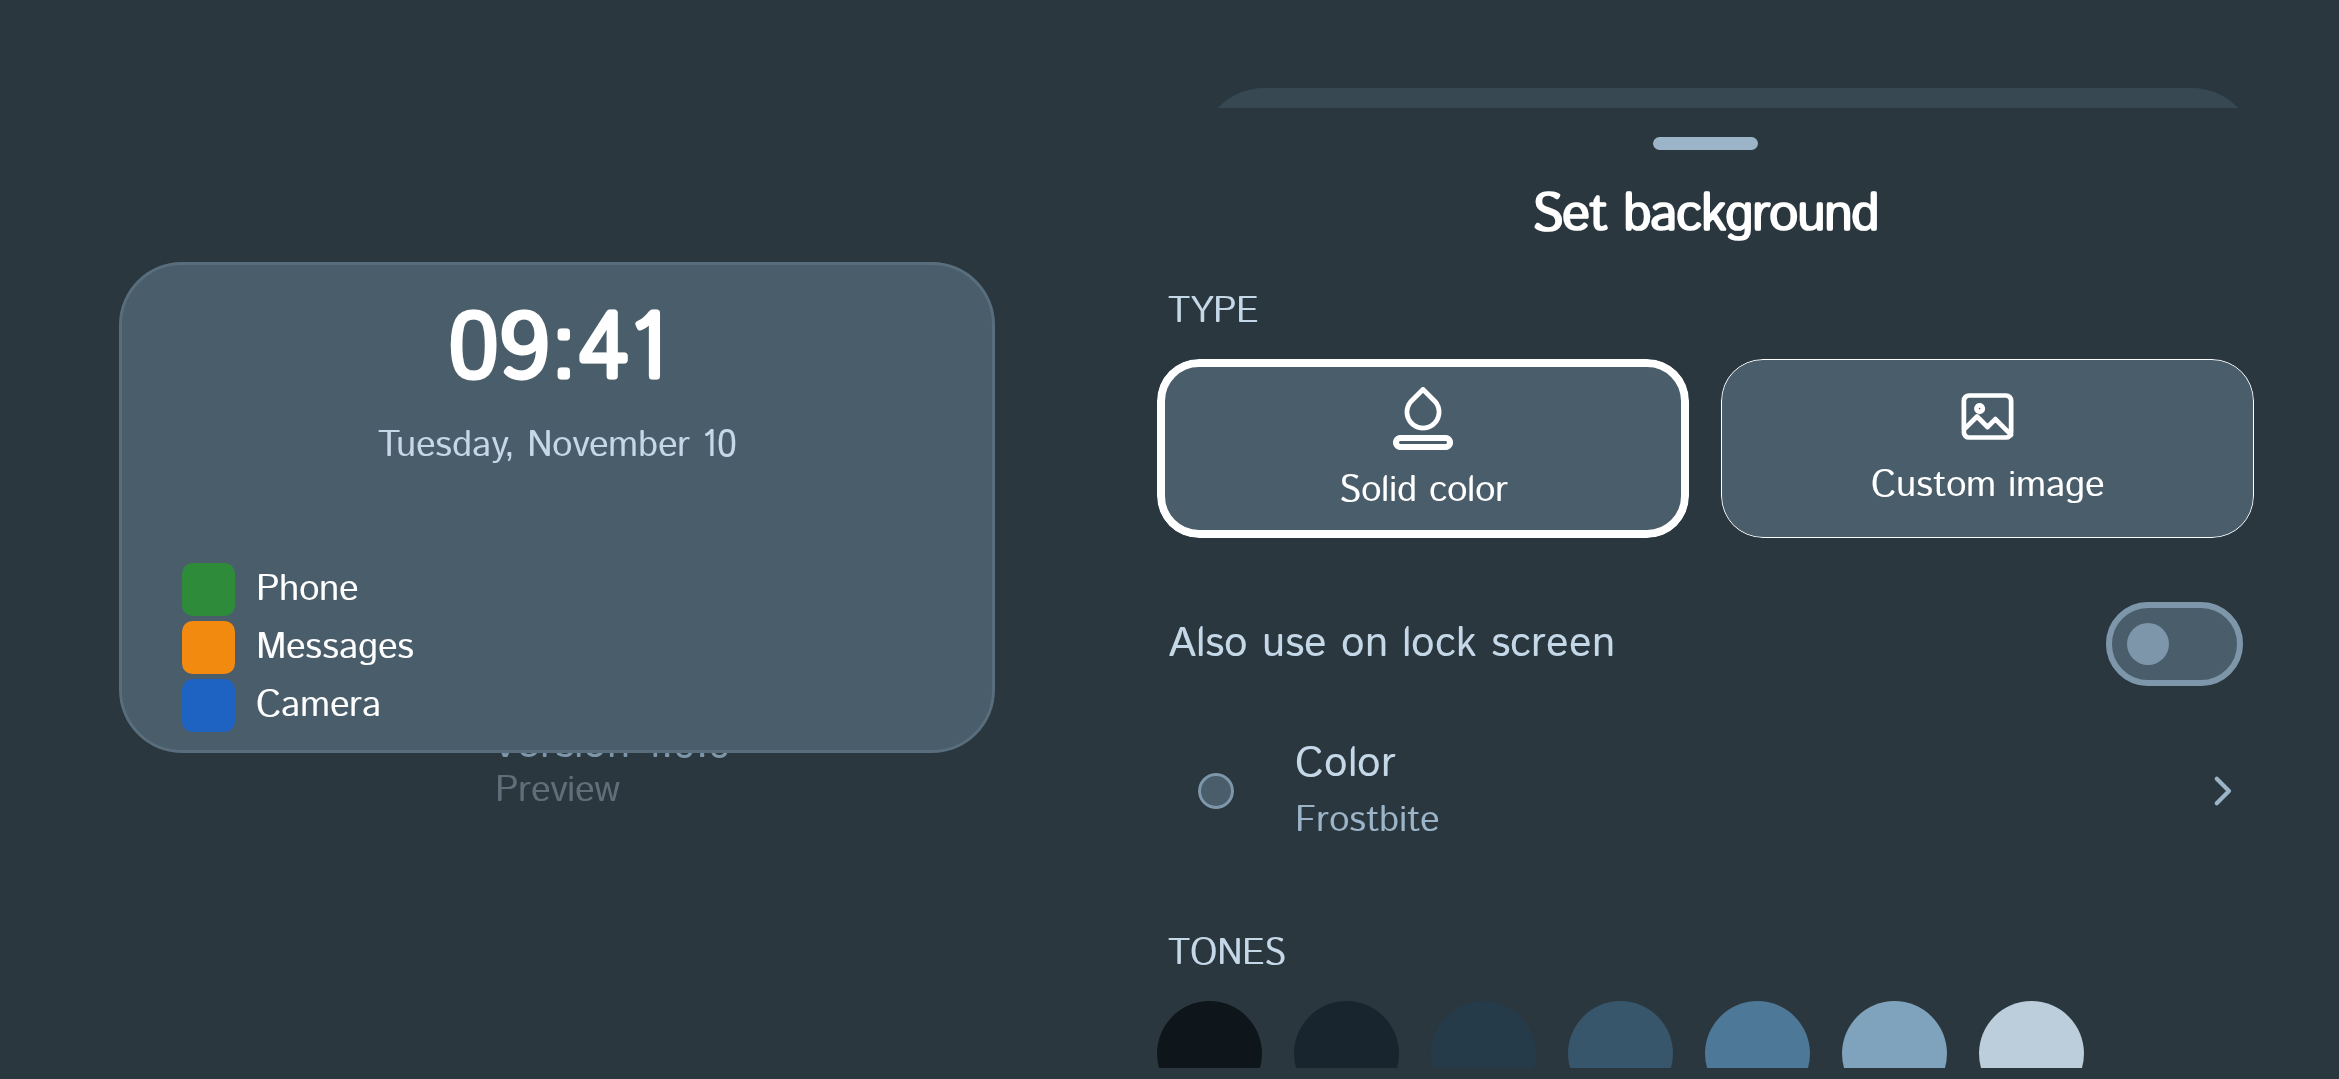 09:41
Tuesday, November 10
Phone
Messages
Camera
Preview
Set background
TYPE
Solid color
Custom image
Also use on lock screen
Color
Frostbite
TONES